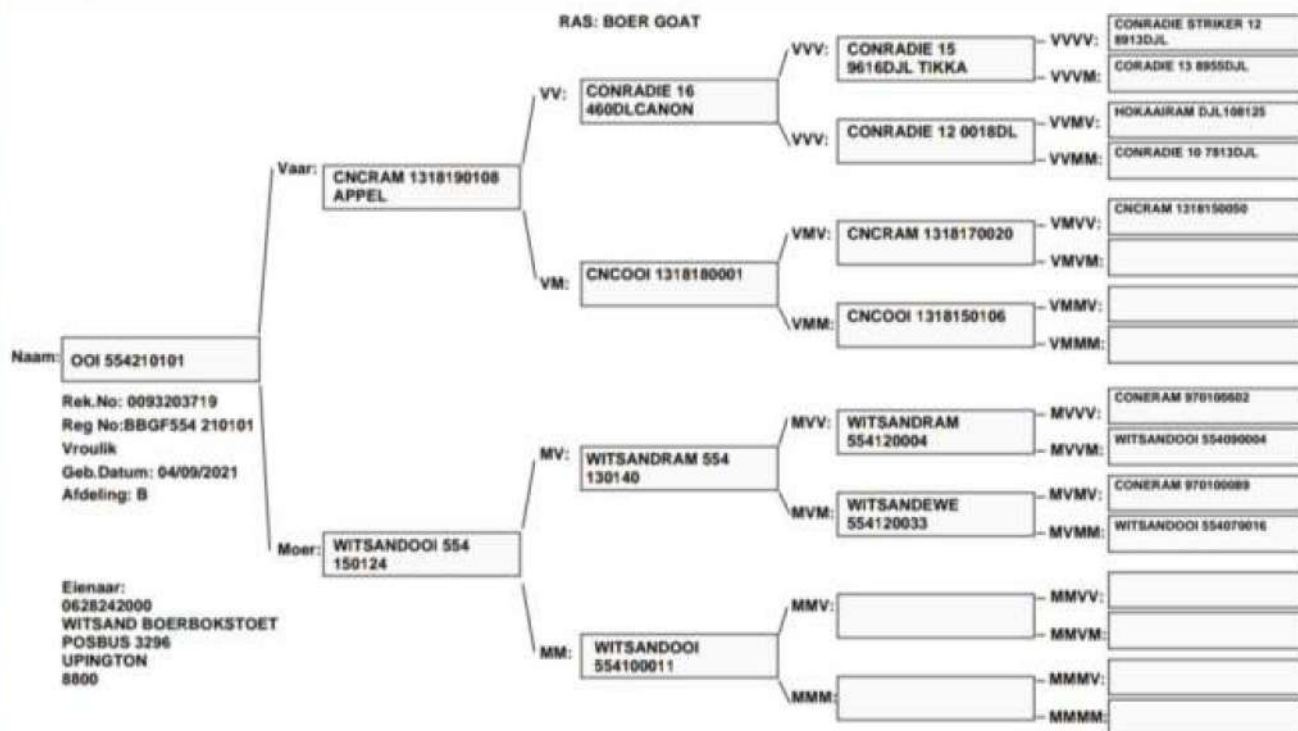 RAS: BOER GOAT
Naam:
OOI 554210101
Rek.No: 0093203719
Reg No:BBGF554 210101
Vroulik
Geb.Datum: 04/09/2021
Afdeling: B
Eienaar:
0628242000
WITSAND BOERBOKSTOET
POSBUS 3296
UPINGTON
8800
Vaar:
CNCRAM 1318190108
APPEL
Moer:
WITSANDOOI 554
150124
VV:
CONRADIE 16
460DLCANON
VM:
CNCOOI 1318180001
MV:
WITSANDRAM 554
130140
MM:
WITSANDOOI
554100011
VVV:
CONRADIE 15
9616DJL TIKKA
VVV:
CONRADIE 12 0018DL
VMV:
CNCRAM 1318170020
VMM:
CNCOOI 1318150106
MVV:
WITSANDRAM
554120004
MVM:
WITSANDEWE
554120033
MMV:
MMM:
VVVV:
CONRADIE STRIKER 12
8913DJL
VVVM:
CORADIE 13 8955DJL
VVMV:
HOKAAIRAM DJL108125
VVMM:
CONRADIE 10 7813DJL
VMVV:
CNCRAM 1318150050
VMVM:
VMMV:
VMMM:
MVVV:
CONERAM 970105602
MVVM:
WITSANDOOI 554090004
MVMV:
CONERAM 970100089
MVMM:
WITSANDOOI 554070016
MMVV:
MMVM:
MMMV:
MMMM: